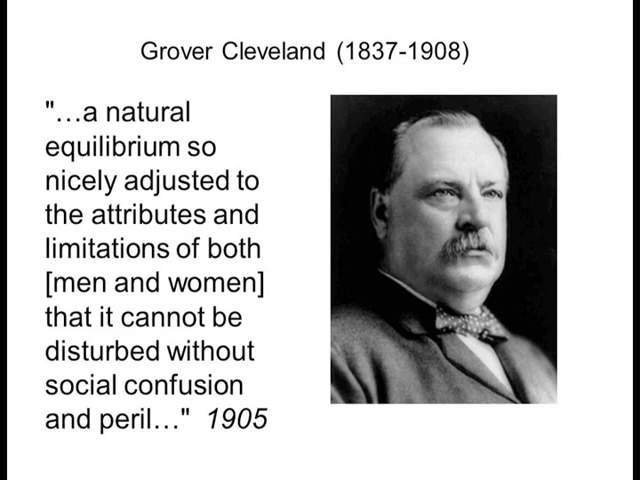 Grover Cleveland (1837-1908)
"…a natural
equilibrium so
nicely adjusted to
the attributes and
limitations of both
[men and women]
that it cannot be
disturbed without
social confusion
and peril…" 1905